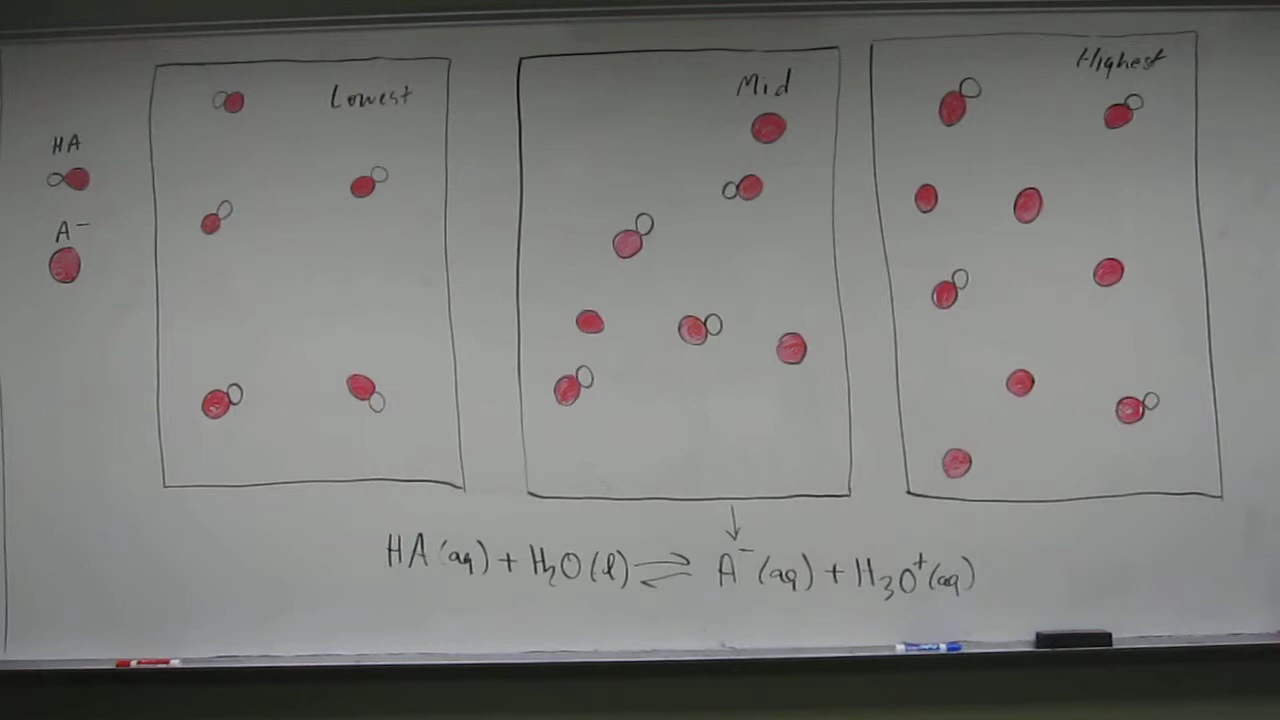 HA
A⁻
Lowest
Mid
Highest
HA(aq) + H₂O(l) ⇌ A⁻(aq) + H₃O⁺(aq)